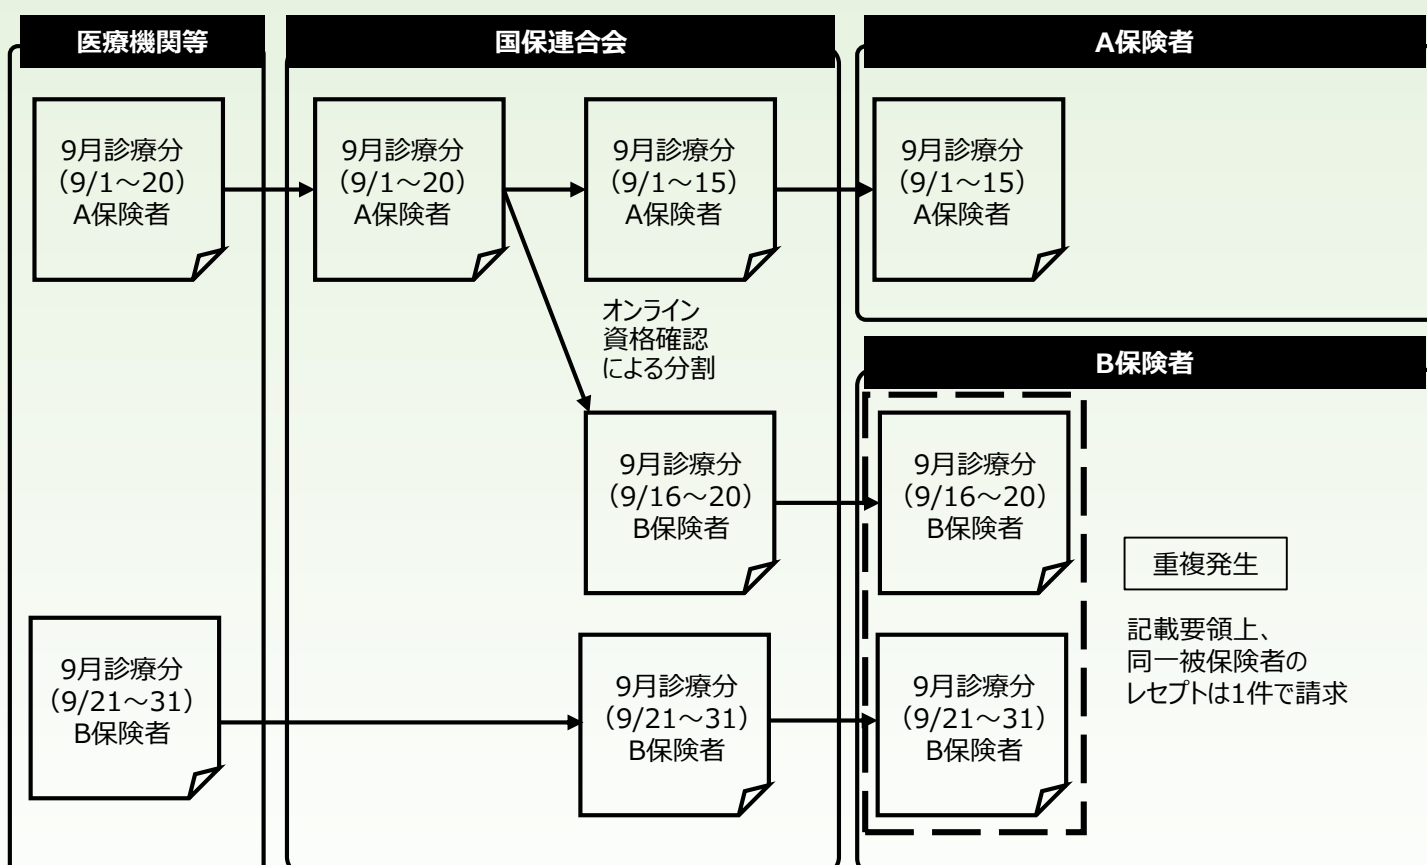 医療機関等
国保連合会
A保険者
9月診療分
（9/1～20）
A保険者
9月診療分
（9/1～20）
A保険者
9月診療分
（9/1～15）
A保険者
9月診療分
（9/1～15）
A保険者
オンライン
資格確認
による分割
B保険者
9月診療分
（9/16～20）
B保険者
9月診療分
（9/16～20）
B保険者
重複発生
記載要領上、
同一被保険者の
レセプトは1件で請求
9月診療分
（9/21～31）
B保険者
9月診療分
（9/21～31）
B保険者
9月診療分
（9/21～31）
B保険者